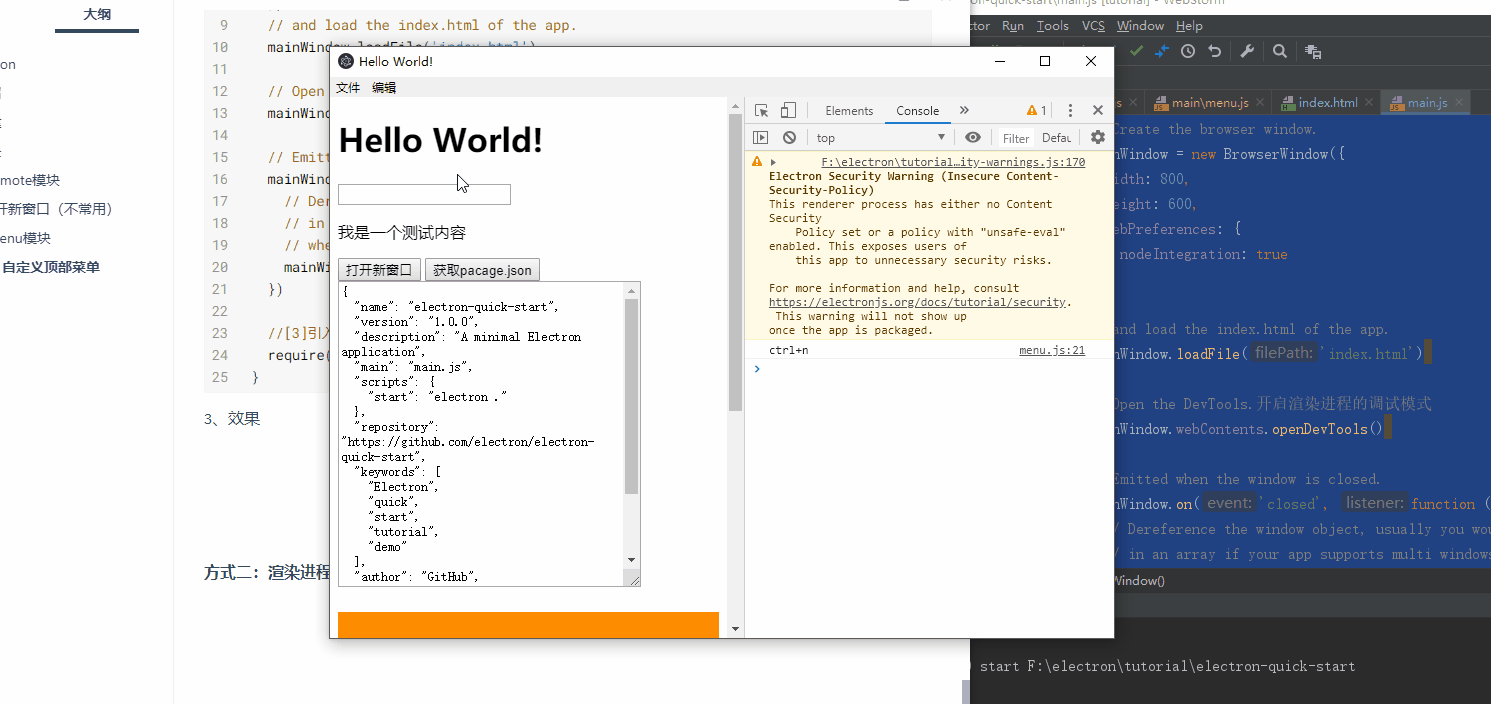 大纲
on
mote模块
开新窗口（不常用）
enu模块
自定义顶部菜单
9 // and load the index.html of the app.
10 mainWindow.loadFile('index.html')
11
12 // Open
13 mainWind
14
15 // Emitt
16 mainWind
17 // Der
18 // in
19 // whe
20 mainWi
21 })
22
23 //[3]引入
24 require(
25 }
3、效果
方式二：渲染进程
Hello World!
文件 编辑
Hello World!
我是一个测试内容
打开新窗口 获取pacage.json
{
"name": "electron-quick-start",
"version": "1.0.0",
"description": "A minimal Electron
application",
"main": "main.js",
"scripts": {
"start": "electron ."
},
"repository":
"https://github.com/electron/electron-
quick-start",
"keywords": [
"Electron",
"quick",
"start",
"tutorial",
"demo"
],
"author": "GitHub",
Elements Console » 1
top Filter Defau
F:\electron\tutorial…ity-warnings.js:170
Electron Security Warning (Insecure Content-
Security-Policy)
This renderer process has either no Content
Security
Policy set or a policy with "unsafe-eval"
enabled. This exposes users of
this app to unnecessary security risks.
For more information and help, consult
https://electronjs.org/docs/tutorial/security.
This warning will not show up
once the app is packaged.
ctrl+n menu.js:21
on-quick-start\main.js [tutorial] - WebStorm
ctor Run Tools VCS Window Help
s main\menu.js index.html main.js
Create the browser window.
nWindow = new BrowserWindow({
idth: 800,
eight: 600,
ebPreferences: {
nodeIntegration: true
and load the index.html of the app.
nWindow.loadFile( filePath: 'index.html')
Open the DevTools.开启渲染进程的调试模式
nWindow.webContents.openDevTools()
Emitted when the window is closed.
nWindow.on( event: 'closed', listener: function (
/ Dereference the window object, usually you wou
/ in an array if your app supports multi windows
Window()
start F:\electron\tutorial\electron-quick-start